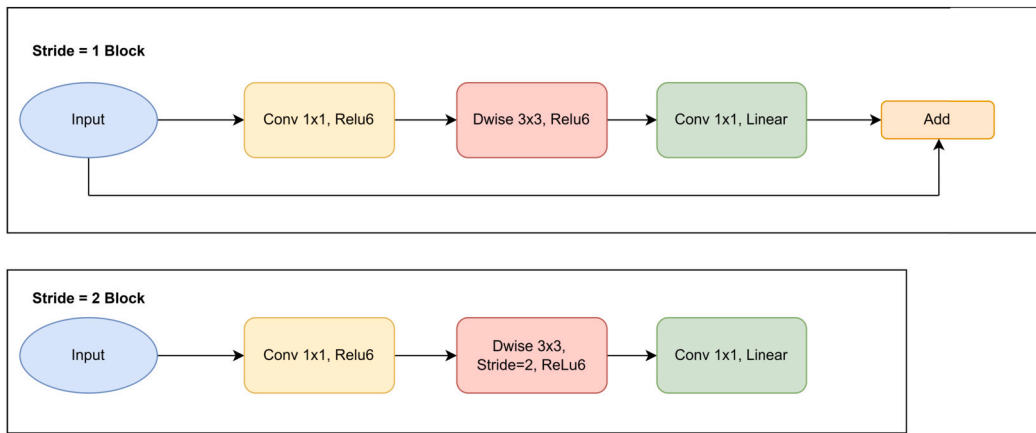 Stride = 1 Block
Input
Conv 1x1, Relu6
Dwise 3x3, Relu6
Conv 1x1, Linear
Add
Stride = 2 Block
Input
Conv 1x1, Relu6
Dwise 3x3,
Stride=2, ReLu6
Conv 1x1, Linear